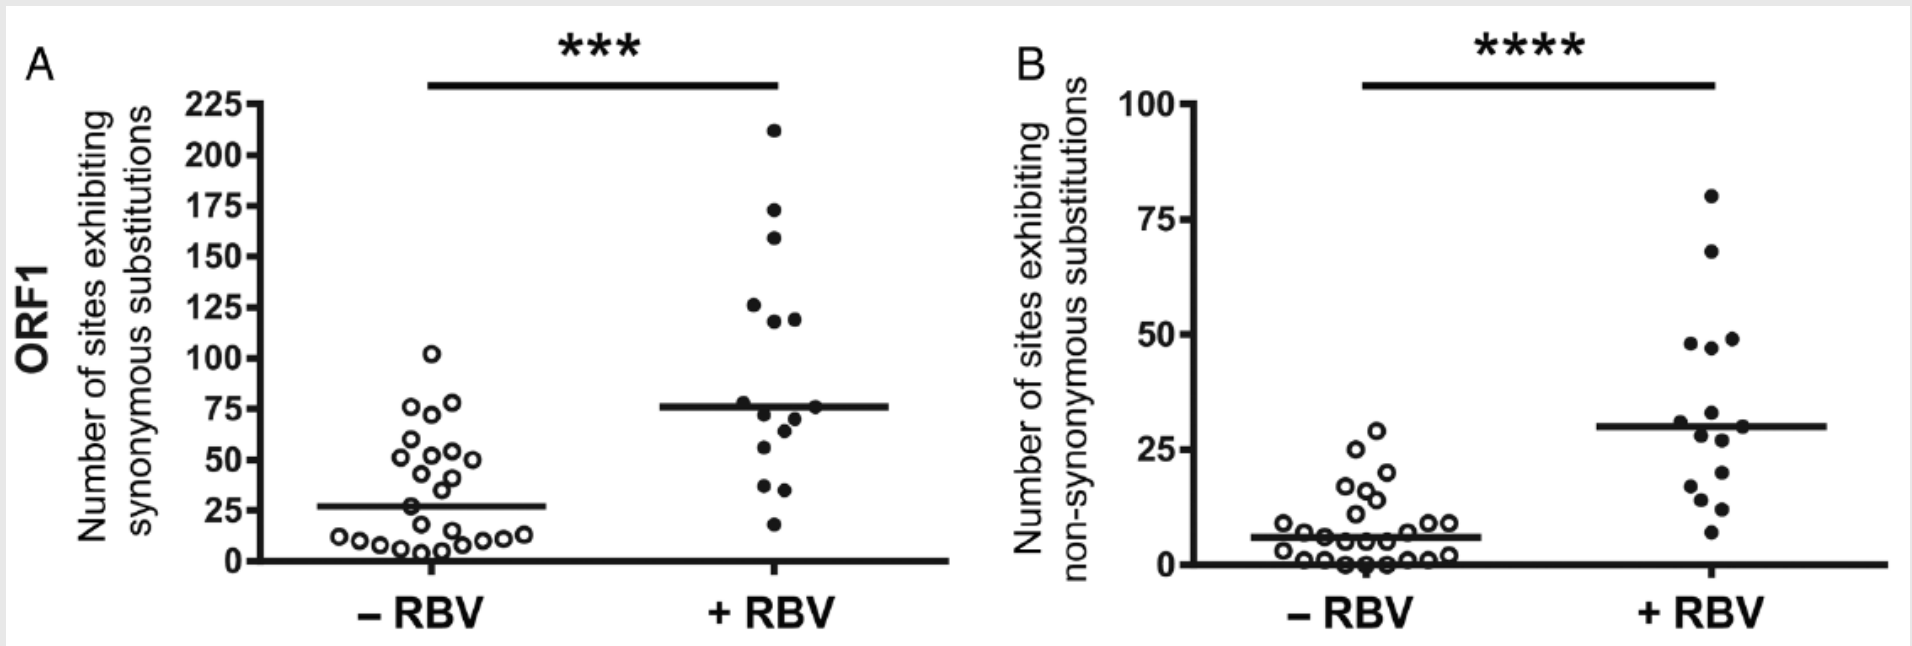 A
***
ORF1
Number of sites exhibiting
synonymous substitutions
225
200
175
150
125
100
75
50
25
0
– RBV
+ RBV
B
****
Number of sites exhibiting
non-synonymous substitutions
100
75
50
25
0
– RBV
+ RBV